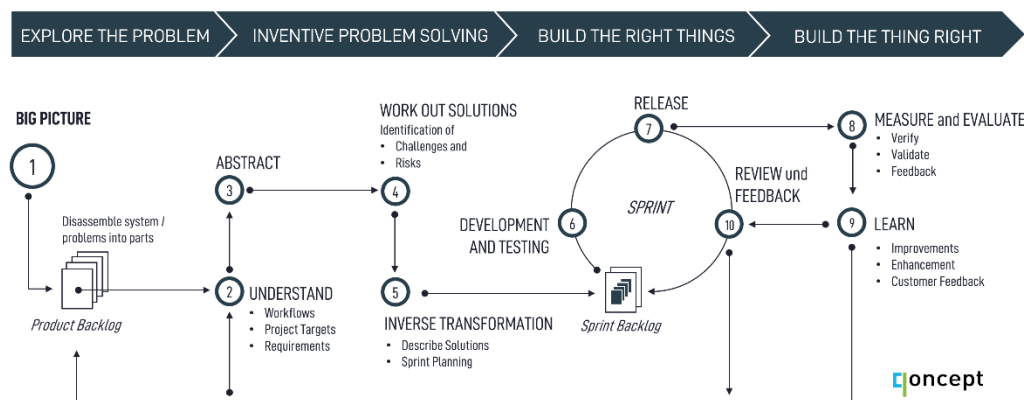 EXPLORE THE PROBLEM
INVENTIVE PROBLEM SOLVING
BUILD THE RIGHT THINGS
BUILD THE THING RIGHT
BIG PICTURE
1
Disassemble system /
problems into parts
Product Backlog
2
UNDERSTAND
• Workflows
• Project Targets
• Requirements
ABSTRACT
3
WORK OUT SOLUTIONS
Identification of
• Challenges and
• Risks
4
5
INVERSE TRANSFORMATION
• Describe Solutions
• Sprint Planning
Sprint Backlog
DEVELOPMENT
AND TESTING
6
SPRINT
RELEASE
7
8
MEASURE and EVALUATE
• Verify
• Validate
• Feedback
9
LEARN
• Improvements
• Enhancement
• Customer Feedback
REVIEW und
FEEDBACK
10
qoncept